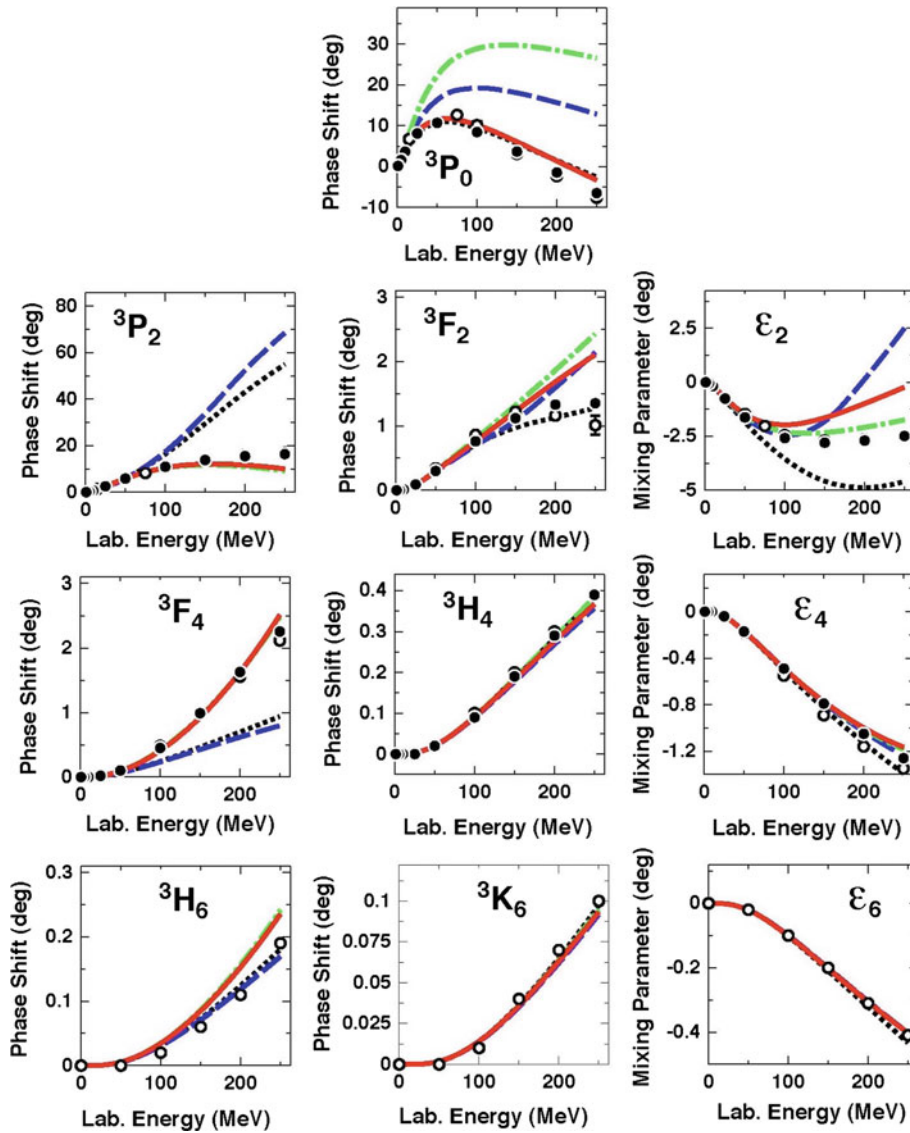 Phase Shift (deg)
30
20
10
0
-10
³P₀
0 100 200
Lab. Energy (MeV)
Phase Shift (deg)
80
60
40
20
0
³P₂
0 100 200
Lab. Energy (MeV)
Phase Shift (deg)
3
2
1
0
³F₂
0 100 200
Lab. Energy (MeV)
Mixing Parameter (deg)
2.5
0
-2.5
-5
ε₂
0 100 200
Lab. Energy (MeV)
Phase Shift (deg)
3
2
1
0
³F₄
0 100 200
Lab. Energy (MeV)
Phase Shift (deg)
0.4
0.3
0.2
0.1
0
³H₄
0 100 200
Lab. Energy (MeV)
Mixing Parameter (deg)
0
-0.4
-0.8
-1.2
ε₄
0 100 200
Lab. Energy (MeV)
Phase Shift (deg)
0.3
0.2
0.1
0
³H₆
0 100 200
Lab. Energy (MeV)
Phase Shift (deg)
0.1
0.075
0.05
0.025
0
³K₆
0 100 200
Lab. Energy (MeV)
Mixing Parameter (deg)
0
-0.2
-0.4
ε₆
0 100 200
Lab. Energy (MeV)